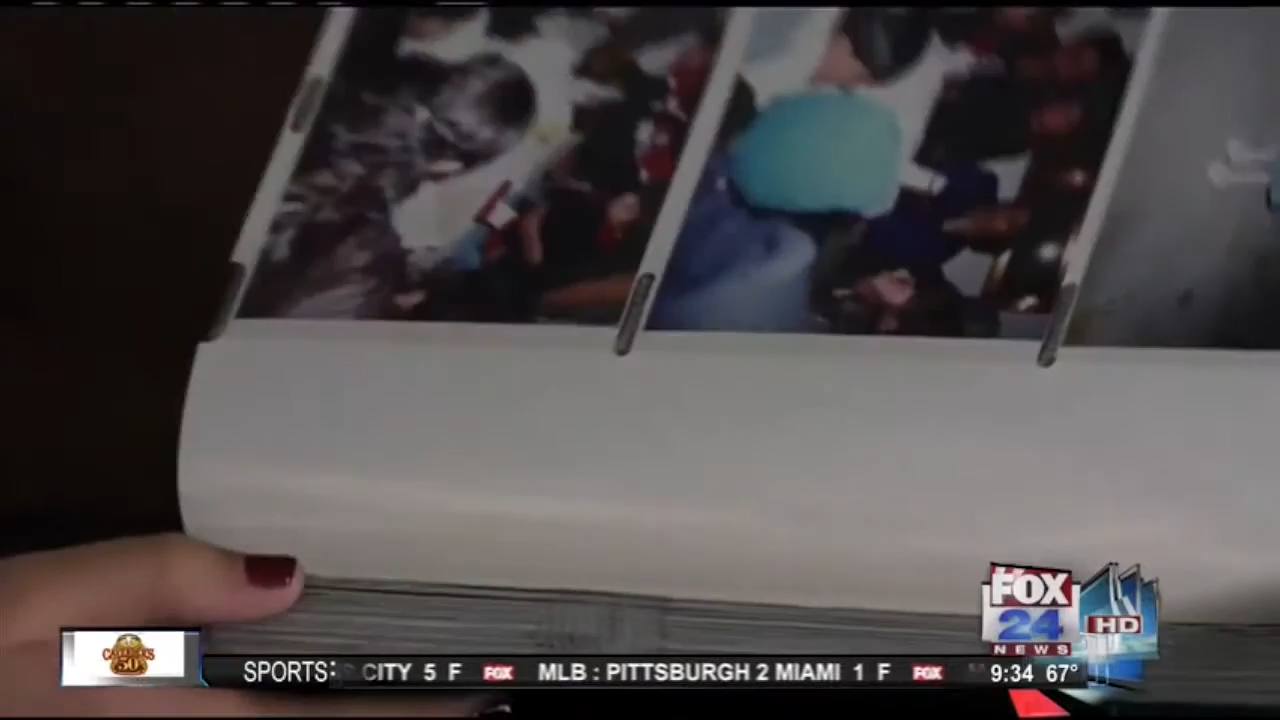 FOX
24
NEWS
HD
SPORTS: CITY 5 F FOX MLB : PITTSBURGH 2 MIAMI 1 F FOX 9:34 67°